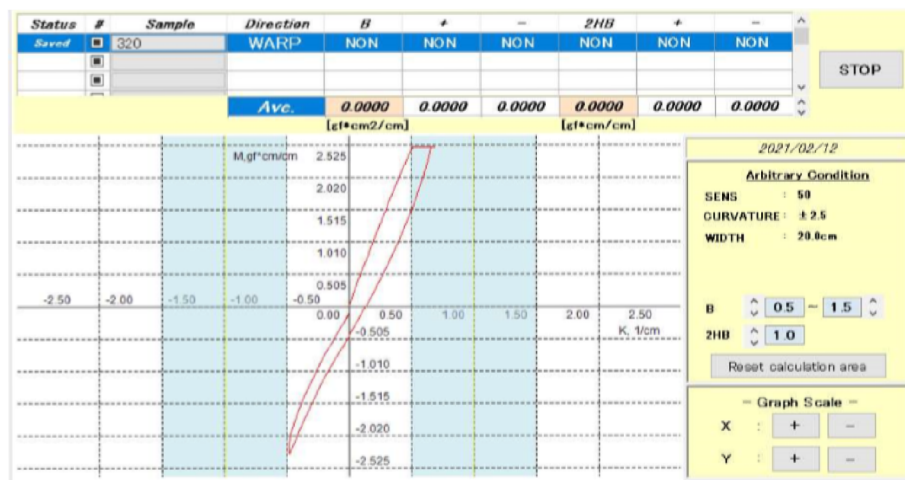 Status # Sample Direction B + − 2HB + −
Saved 320 WARP NON NON NON NON NON NON
STOP
Ave. 0.0000 0.0000 0.0000 0.0000 0.0000 0.0000
[gf*cm2/cm] [gf*cm/cm]
M,gf*cm/cm 2.525
2.020
1.515
1.010
0.505
-2.50 -2.00 -1.50 -1.00 -0.50
0.00 0.50 1.00 1.50 2.00 2.50
K, 1/cm
-0.505
-1.010
-1.515
-2.020
-2.525
2021/02/12
Arbitrary Condition
SENS : 50
CURVATURE : ±2.5
WIDTH : 20.0cm
B 0.5 ~ 1.5
2HB 1.0
Reset calculation area
− Graph Scale −
X : + −
Y : + −